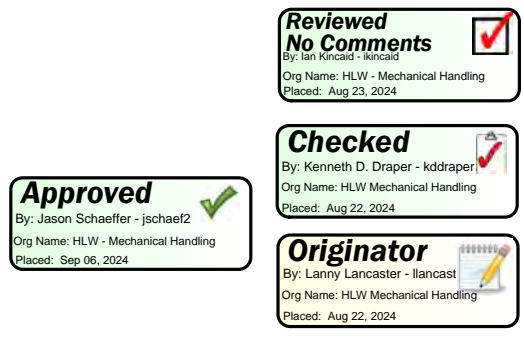 Reviewed
No Comments
By: Ian Kincaid - ikincaid
Org Name: HLW - Mechanical Handling
Placed: Aug 23, 2024
Checked
By: Kenneth D. Draper - kddraper
Org Name: HLW Mechanical Handling
Placed: Aug 22, 2024
Approved
By: Jason Schaeffer - jschaef2
Org Name: HLW - Mechanical Handling
Placed: Sep 06, 2024
Originator
By: Lanny Lancaster - llancast
Org Name: HLW Mechanical Handling
Placed: Aug 22, 2024